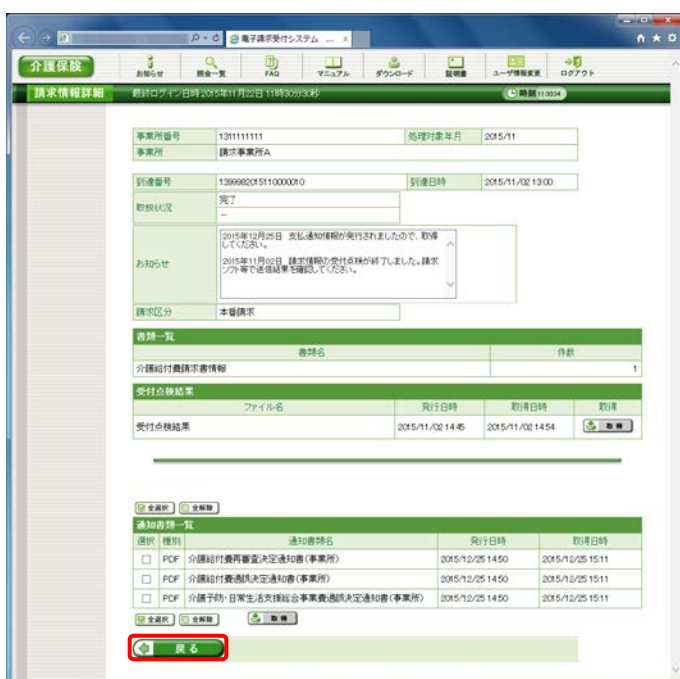 電子請求受付システム ...
介護保険
お知らせ 照会一覧 FAQ マニュアル ダウンロード 証明書 ユーザ情報変更 ログアウト
請求情報詳細 最終ログイン日時 2015年11月22日 11時30分30秒 時刻 11:30:34
事業所番号 1311111111 処理対象年月 2015/11
事業所 請求事業所A
到達番号 1399982015110000010 到達日時 2015/11/02 13:00
取扱状況 完了
--
お知らせ
2015年12月25日 支払通知情報が発行されましたので、取得
してください。
2015年11月02日 請求情報の受付点検が終了しました。請求
ソフト等で送信結果を確認してください。
請求区分 本番請求
書類一覧
書類名 件数
介護給付費請求書情報 1
受付点検結果
ファイル名 発行日時 取得日時 取得
受付点検結果 2015/11/02 14:45 2015/11/02 14:54 取得
全選択 全解除
通知書類一覧
選択 種別 通知書類名 発行日時 取得日時
PDF 介護給付費再審査決定通知書(事業所) 2015/12/25 14:50 2015/12/25 15:11
PDF 介護給付費過誤決定通知書(事業所) 2015/12/25 14:50 2015/12/25 15:11
PDF 介護予防・日常生活支援総合事業費過誤決定通知書(事業所) 2015/12/25 14:50 2015/12/25 15:11
全選択 全解除 取得
戻る